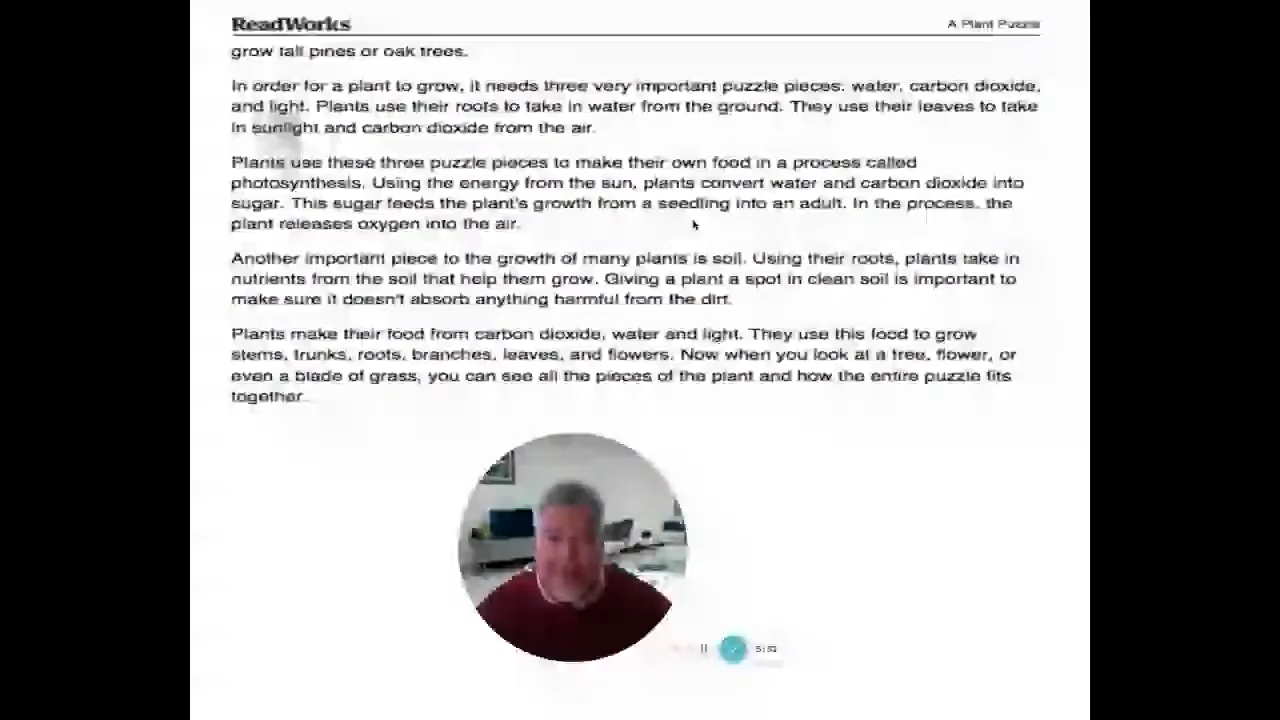 ReadWorks
A Plant Puzzle
grow tall pines or oak trees.
In order for a plant to grow, it needs three very important puzzle pieces: water, carbon dioxide,
and light. Plants use their roots to take in water from the ground. They use their leaves to take
in sunlight and carbon dioxide from the air.
Plants use these three puzzle pieces to make their own food in a process called
photosynthesis. Using the energy from the sun, plants convert water and carbon dioxide into
sugar. This sugar feeds the plant's growth from a seedling into an adult. In the process, the
plant releases oxygen into the air.
Another important piece to the growth of many plants is soil. Using their roots, plants take in
nutrients from the soil that help them grow. Giving a plant a spot in clean soil is important to
make sure it doesn't absorb anything harmful from the dirt.
Plants make their food from carbon dioxide, water and light. They use this food to grow
stems, trunks, roots, branches, leaves, and flowers. Now when you look at a tree, flower, or
even a blade of grass, you can see all the pieces of the plant and how the entire puzzle fits
together.